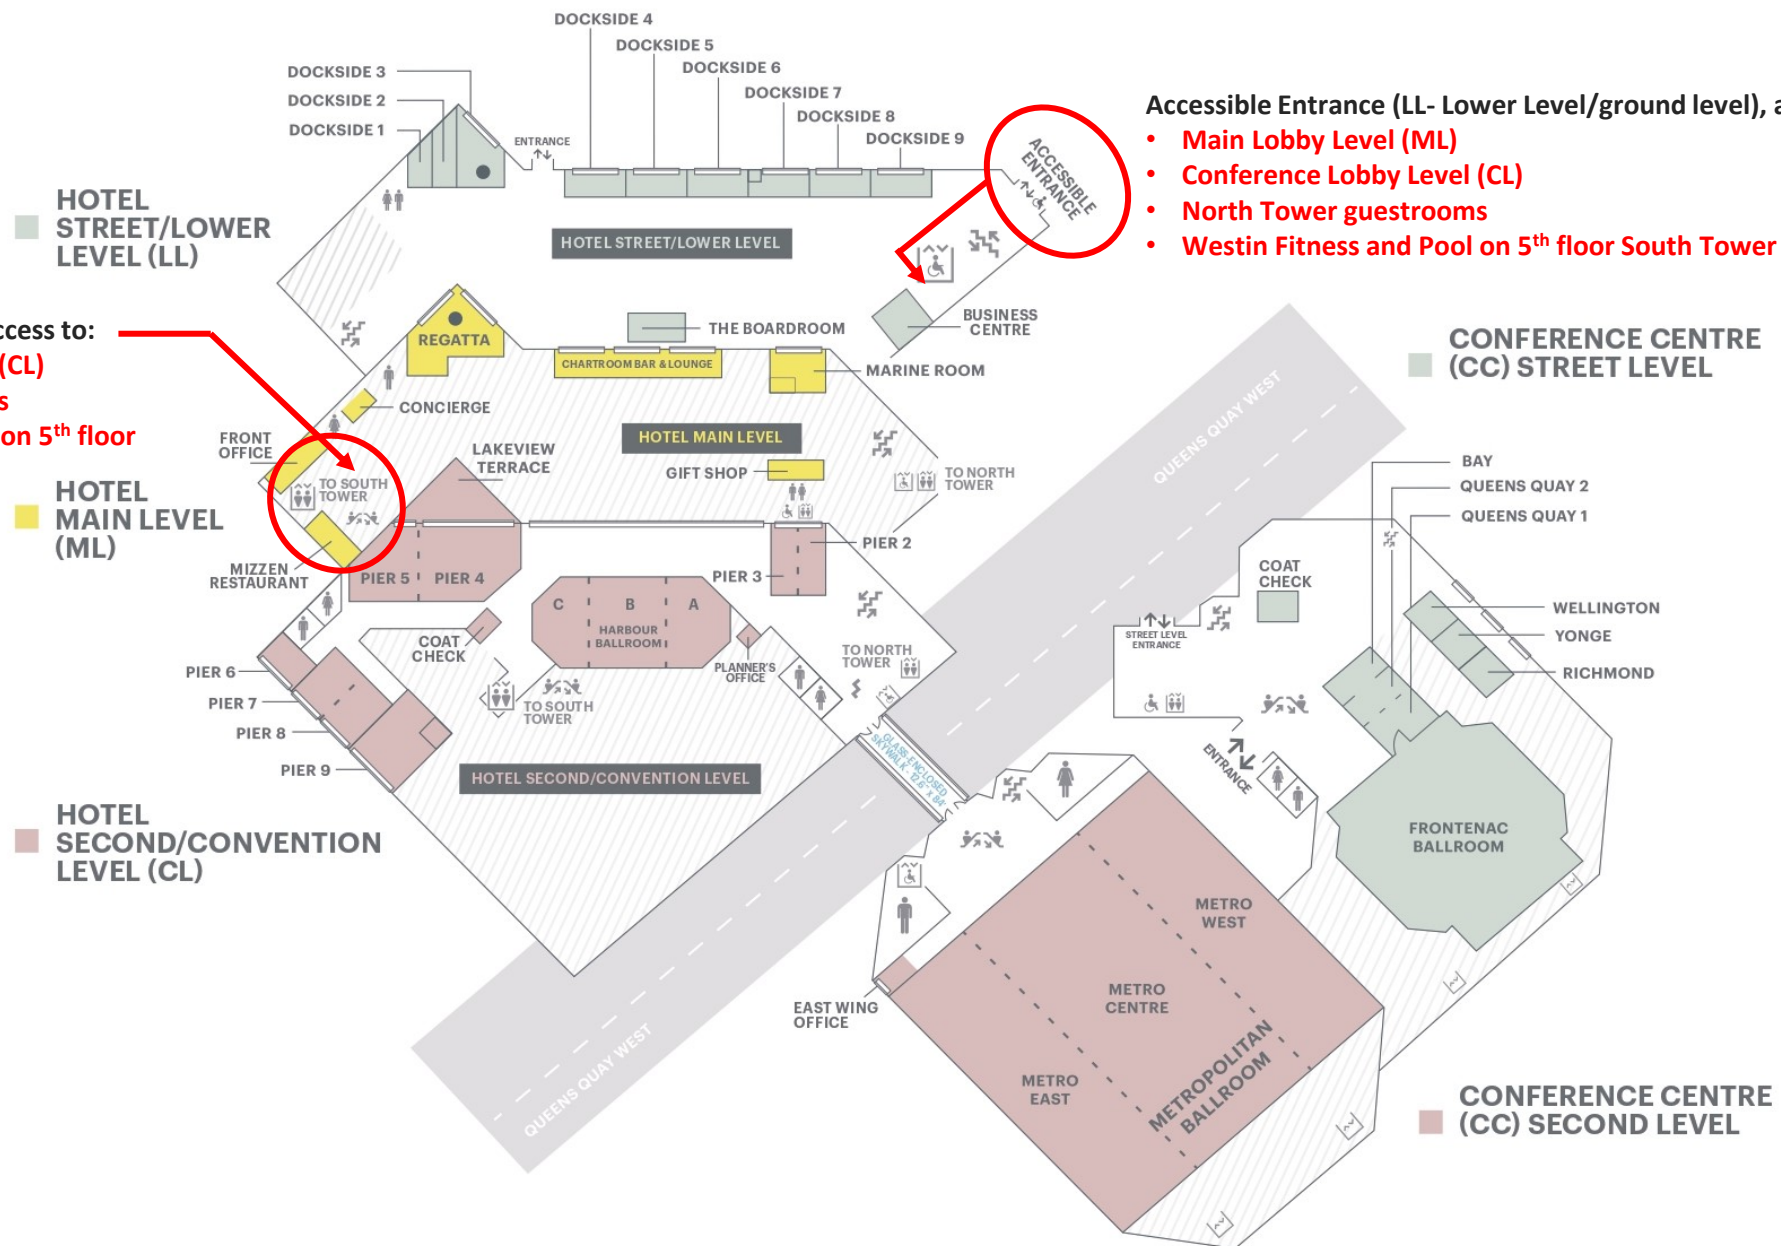 DOCKSIDE 4
DOCKSIDE 5
DOCKSIDE 6
DOCKSIDE 7
DOCKSIDE 8
DOCKSIDE 9
DOCKSIDE 3
DOCKSIDE 2
DOCKSIDE 1
ENTRANCE
ACCESSIBLE
ENTRANCE
Accessible Entrance (LL- Lower Level/ground level), a
• Main Lobby Level (ML)
• Conference Lobby Level (CL)
• North Tower guestrooms
• Westin Fitness and Pool on 5th floor South Tower
HOTEL
STREET/LOWER
LEVEL (LL)
HOTEL STREET/LOWER LEVEL
BUSINESS
CENTRE
ccess to:
(CL)
s
on 5th floor
REGATTA
THE BOARDROOM
CHARTROOM BAR & LOUNGE
MARINE ROOM
CONCIERGE
FRONT
OFFICE
HOTEL MAIN LEVEL
LAKEVIEW
TERRACE
GIFT SHOP
TO NORTH
TOWER
TO SOUTH
TOWER
HOTEL
MAIN LEVEL
(ML)
MIZZEN
RESTAURANT
PIER 5
PIER 4
PIER 2
PIER 3
C
B
A
HARBOUR
BALLROOM
COAT
CHECK
PLANNER'S
OFFICE
TO NORTH
TOWER
TO SOUTH
TOWER
PIER 6
PIER 7
PIER 8
PIER 9
HOTEL SECOND/CONVENTION LEVEL
GLASS-ENCLOSED
SKYWALK - 12.6' x 84'
HOTEL
SECOND/CONVENTION
LEVEL (CL)
QUEENS QUAY WEST
QUEENS QUAY WEST
CONFERENCE CENTRE
(CC) STREET LEVEL
BAY
QUEENS QUAY 2
QUEENS QUAY 1
COAT
CHECK
STREET LEVEL
ENTRANCE
WELLINGTON
YONGE
RICHMOND
ENTRANCE
FRONTENAC
BALLROOM
EAST WING
OFFICE
METRO
WEST
METRO
CENTRE
METRO
EAST
METROPOLITAN
BALLROOM
CONFERENCE CENTRE
(CC) SECOND LEVEL